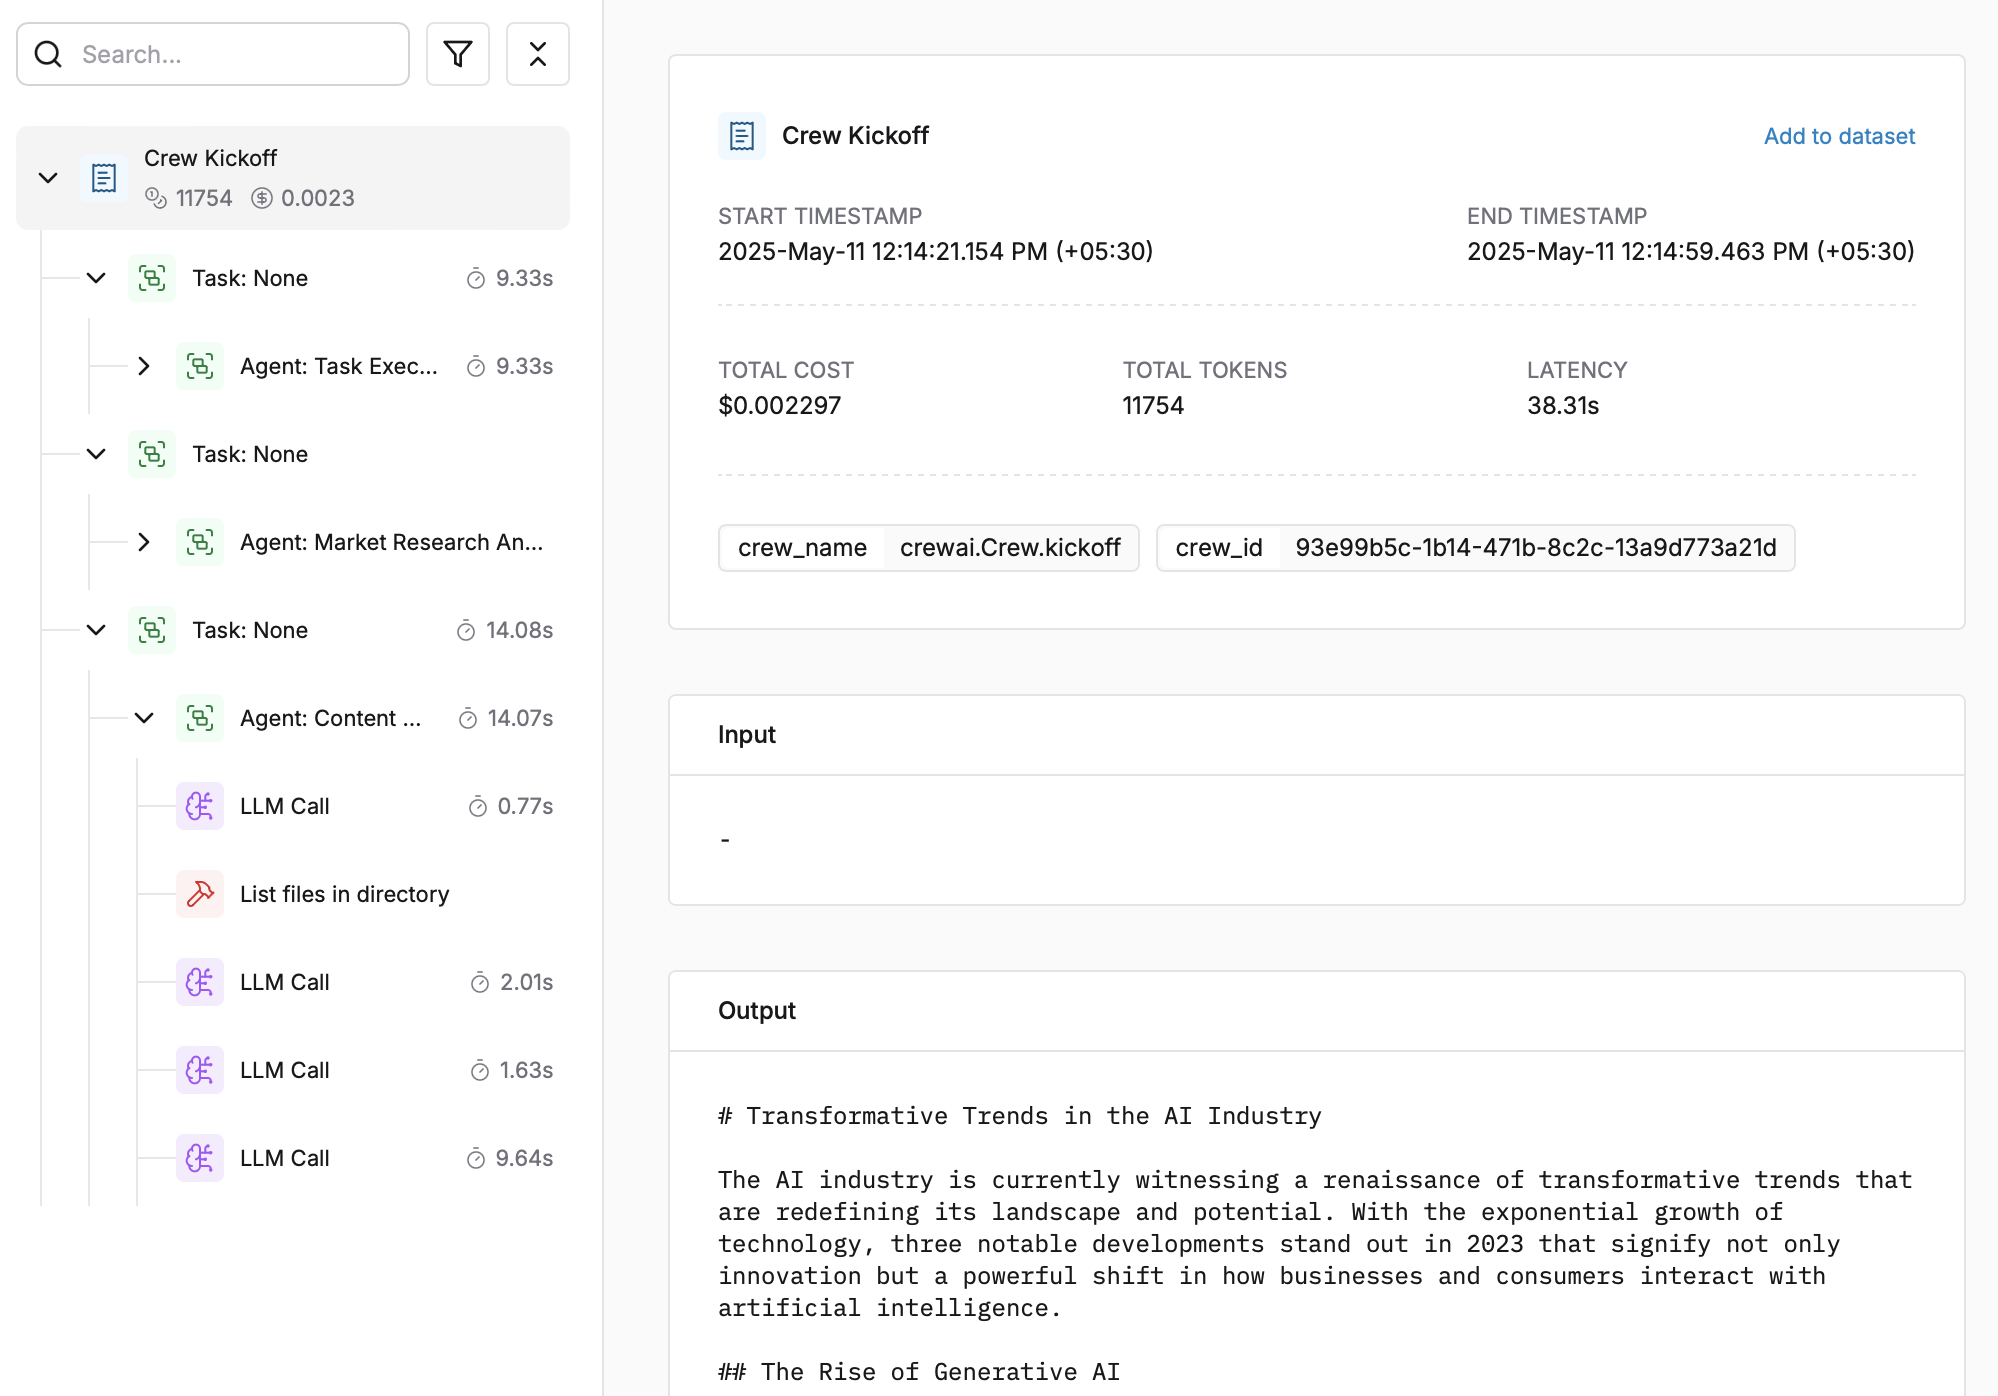 Search...
Crew Kickoff
11754 0.0023
Task: None 9.33s
Agent: Task Exec... 9.33s
Task: None
Agent: Market Research An...
Task: None 14.08s
Agent: Content ... 14.07s
LLM Call 0.77s
List files in directory
LLM Call 2.01s
LLM Call 1.63s
LLM Call 9.64s
Crew Kickoff
Add to dataset
START TIMESTAMP
2025-May-11 12:14:21.154 PM (+05:30)
END TIMESTAMP
2025-May-11 12:14:59.463 PM (+05:30)
TOTAL COST
$0.002297
TOTAL TOKENS
11754
LATENCY
38.31s
crew_name crewai.Crew.kickoff
crew_id 93e99b5c-1b14-471b-8c2c-13a9d773a21d
Input
-
Output
# Transformative Trends in the AI Industry
The AI industry is currently witnessing a renaissance of transformative trends that
are redefining its landscape and potential. With the exponential growth of
technology, three notable developments stand out in 2023 that signify not only
innovation but a powerful shift in how businesses and consumers interact with
artificial intelligence.
## The Rise of Generative AI